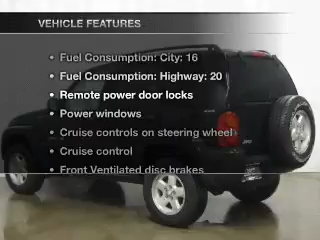 VEHICLE FEATURES
• Fuel Consumption: City: 16
• Fuel Consumption: Highway: 20
• Remote power door locks
• Power windows
• Cruise controls on steering wheel
• Cruise control
• Front Ventilated disc brakes